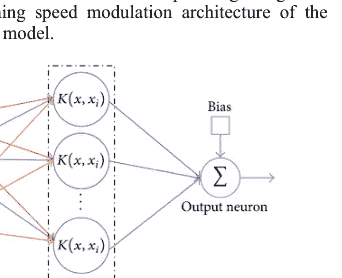 ing speed modulation architecture of the
model.
K(x, xᵢ)
Bias
K(x, xᵢ)
Σ
Output neuron
⋮
K(x, xᵢ)